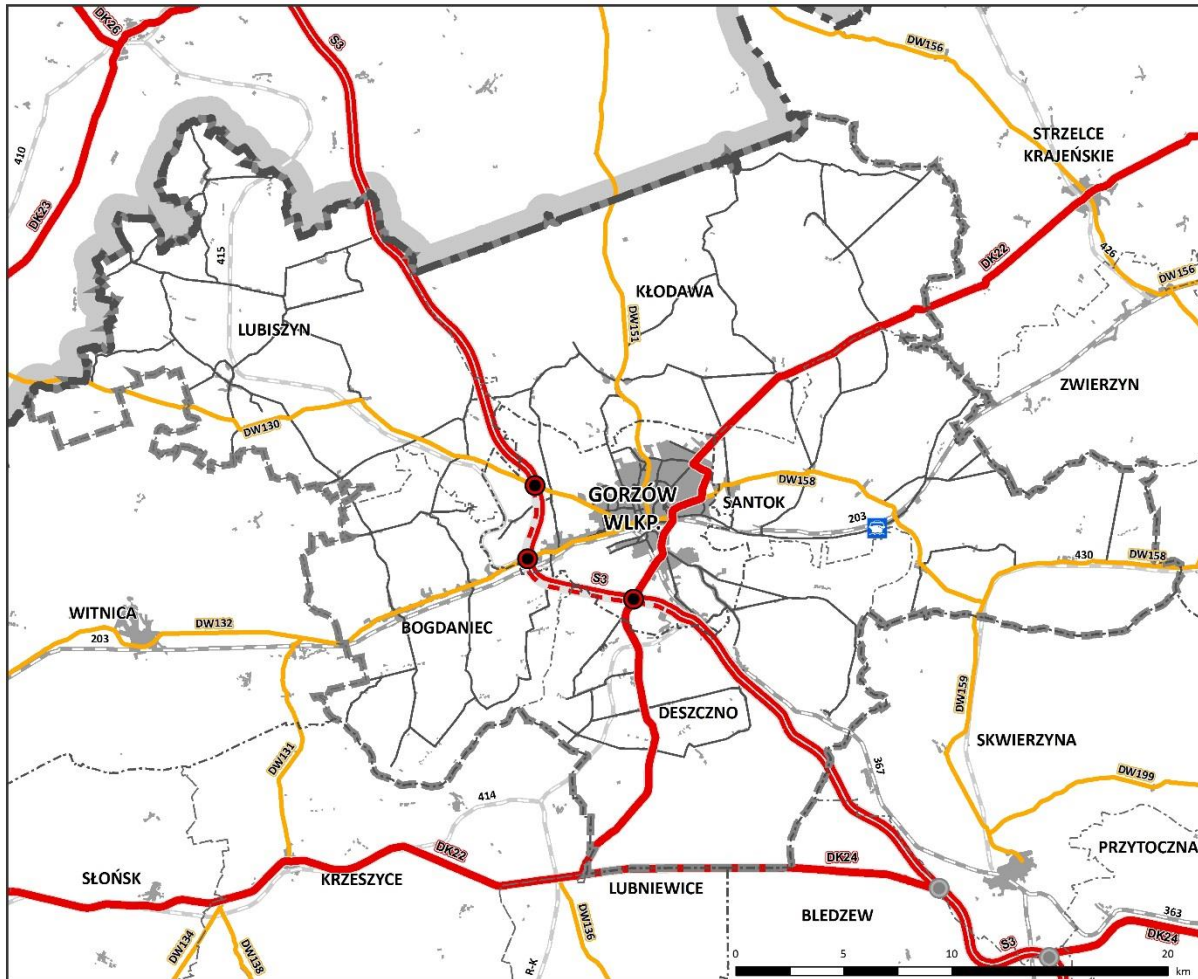 DK26
S3
DW156
410
STRZELCE
KRAJEŃSKIE
DK23
415
DK22
426
DW156
KŁODAWA
DW151
LUBISZYN
ZWIERZYN
DW130
GORZÓW
WLKP.
SANTOK
DW158
203
430
DW158
S3
WITNICA
203
DW132
BOGDANIEC
DW159
DESZCZNO
SKWIERZYNA
DW131
367
DW199
414
DK22
DK24
PRZYTOCZNA
SŁOŃSK
KRZESZYCE
LUBNIEWICE
BLEDZEW
363
DK24
DW134
DW138
DW136
R-K
S3
0 5 10 20
km